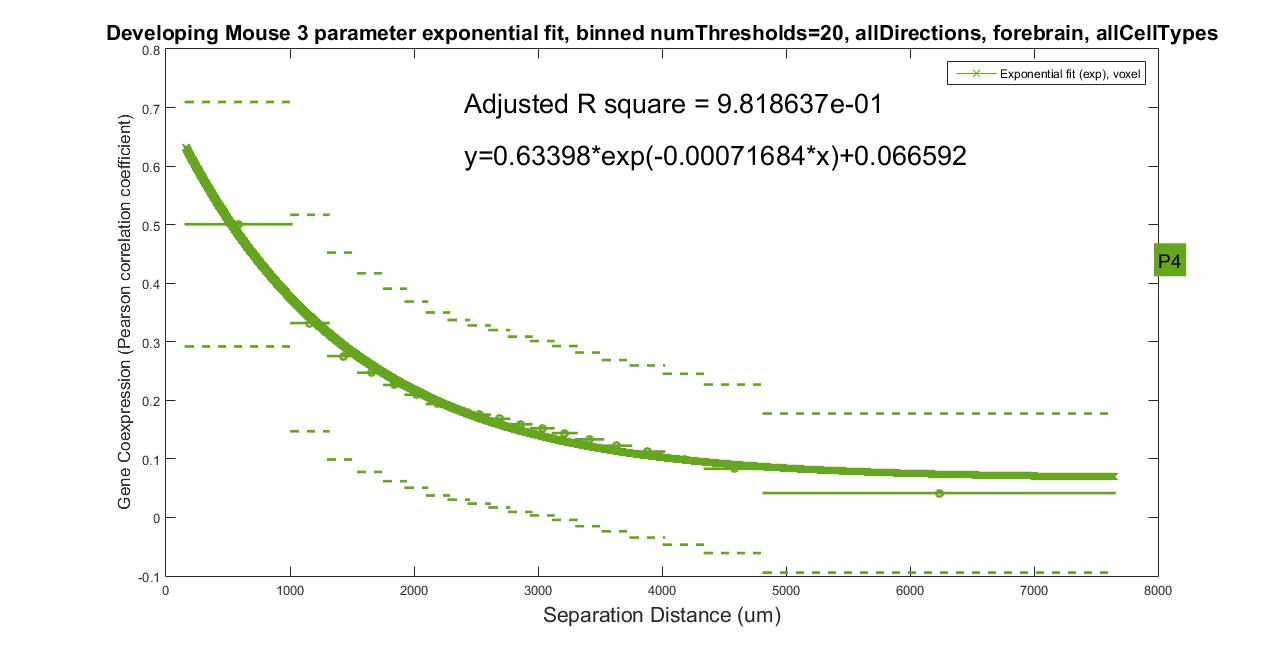 Developing Mouse 3 parameter exponential fit, binned numThresholds=20, allDirections, forebrain, allCellTypes
Exponential fit (exp), voxel
Adjusted R square = 9.818637e-01
y=0.63398*exp(-0.00071684*x)+0.066592
P4
Gene Coexpression (Pearson correlation coefficient)
0.8
0.7
0.6
0.5
0.4
0.3
0.2
0.1
0
-0.1
0 1000 2000 3000 4000 5000 6000 7000 8000
Separation Distance (um)